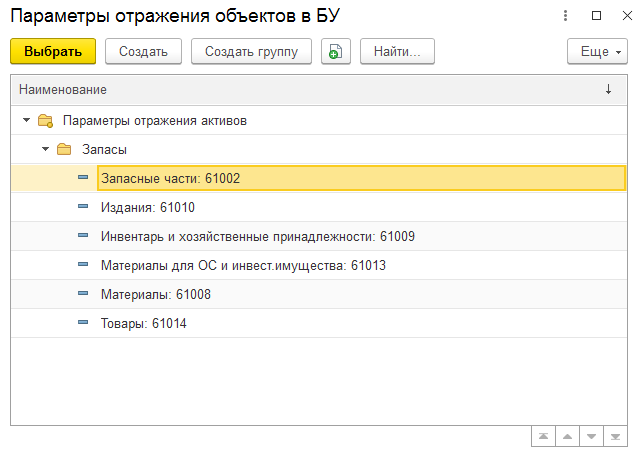 Параметры отражения объектов в БУ
Выбрать Создать Создать группу Найти... Еще
Наименование
Параметры отражения активов
Запасы
Запасные части: 61002
Издания: 61010
Инвентарь и хозяйственные принадлежности: 61009
Материалы для ОС и инвест.имущества: 61013
Материалы: 61008
Товары: 61014